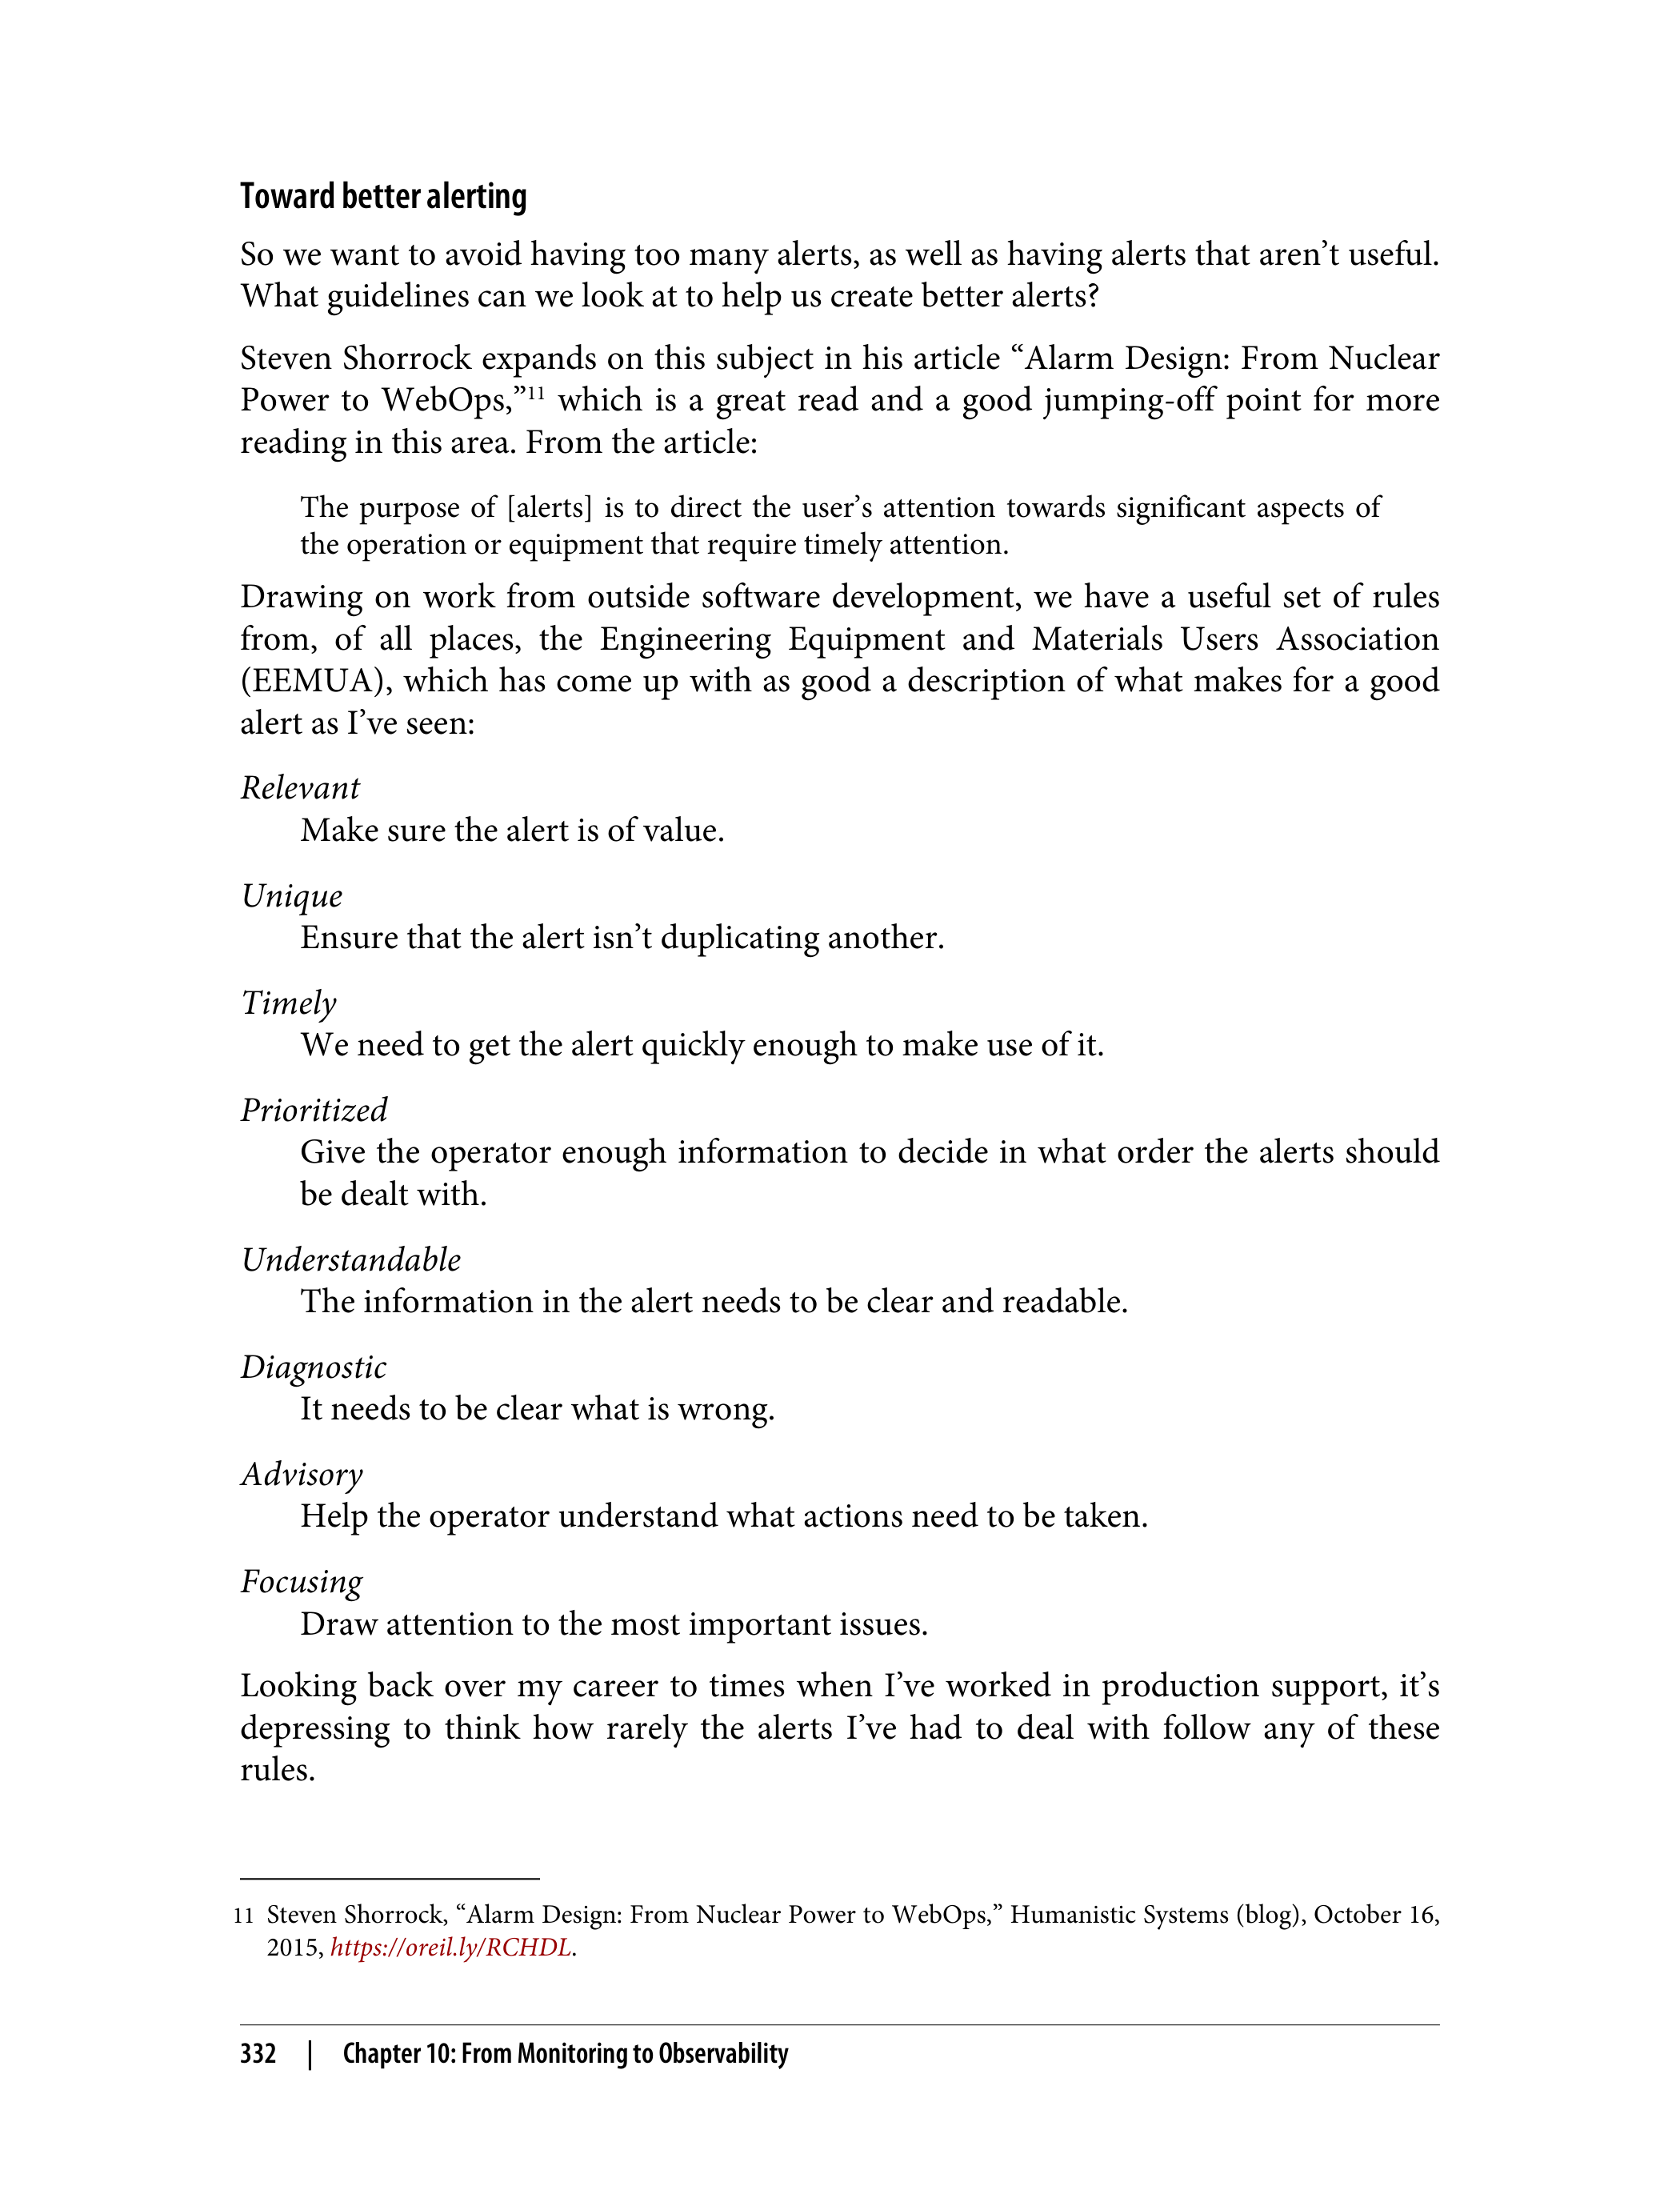 Toward better alerting
So we want to avoid having too many alerts, as well as having alerts that aren’t useful.
What guidelines can we look at to help us create better alerts?
Steven Shorrock expands on this subject in his article “Alarm Design: From Nuclear
Power to WebOps,”11 which is a great read and a good jumping-off point for more
reading in this area. From the article:
The purpose of [alerts] is to direct the user’s attention towards significant aspects of
the operation or equipment that require timely attention.
Drawing on work from outside software development, we have a useful set of rules
from, of all places, the Engineering Equipment and Materials Users Association
(EEMUA), which has come up with as good a description of what makes for a good
alert as I’ve seen:
Relevant
Make sure the alert is of value.
Unique
Ensure that the alert isn’t duplicating another.
Timely
We need to get the alert quickly enough to make use of it.
Prioritized
Give the operator enough information to decide in what order the alerts should
be dealt with.
Understandable
The information in the alert needs to be clear and readable.
Diagnostic
It needs to be clear what is wrong.
Advisory
Help the operator understand what actions need to be taken.
Focusing
Draw attention to the most important issues.
Looking back over my career to times when I’ve worked in production support, it’s
depressing to think how rarely the alerts I’ve had to deal with follow any of these
rules.
11 Steven Shorrock, “Alarm Design: From Nuclear Power to WebOps,” Humanistic Systems (blog), October 16,
2015, https://oreil.ly/RCHDL.
332 | Chapter 10: From Monitoring to Observability